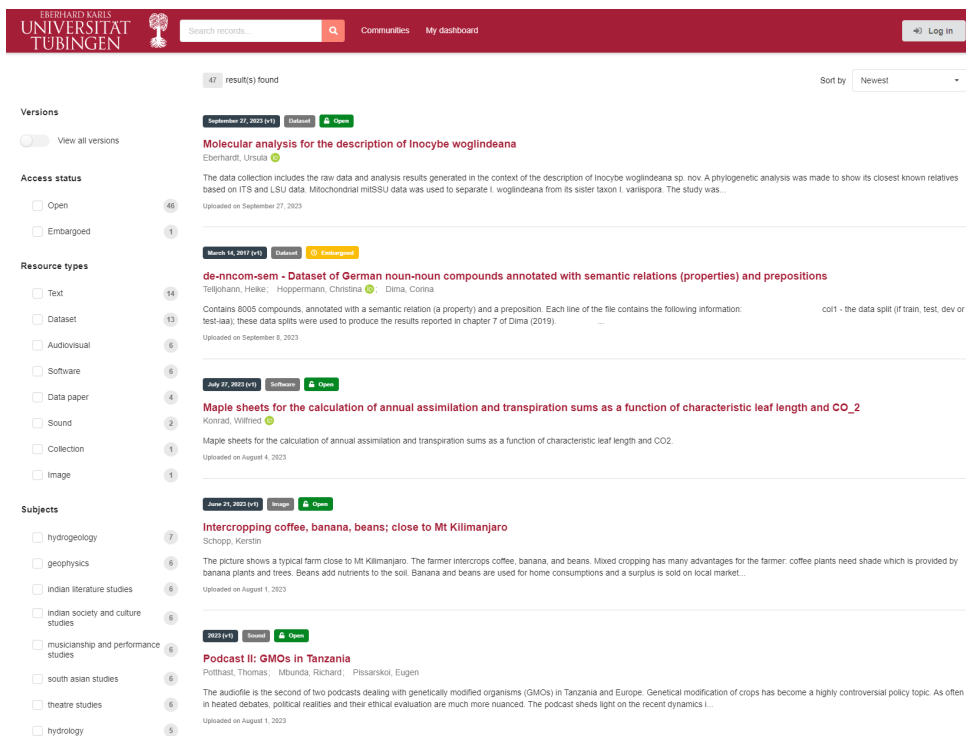 EBERHARD KARLS
UNIVERSITÄT
TÜBINGEN
Search records...
Communities
My dashboard
Log in
47 result(s) found
Sort by Newest
Versions
View all versions
Access status
Open 46
Embargoed 1
Resource types
Text 14
Dataset 13
Audiovisual 6
Software 6
Data paper 4
Sound 2
Collection 1
Image 1
Subjects
hydrogeology 7
geophysics 6
indian literature studies 6
indian society and culture
studies 6
musicianship and performance
studies 6
south asian studies 6
theatre studies 6
hydrology 5
September 27, 2023 (v1) Dataset Open
Molecular analysis for the description of Inocybe woglindeana
Eberhardt, Ursula
The data collection includes the raw data and analysis results generated in the context of the description of Inocybe woglindeana sp. nov. A phylogenetic analysis was made to show its closest known relatives
based on ITS and LSU data. Mitochondrial mitSSU data was used to separate I. woglindeana from its sister taxon I. variispora. The study was...
Uploaded on September 27, 2023
March 14, 2017 (v1) Dataset Embargoed
de-nncom-sem - Dataset of German noun-noun compounds annotated with semantic relations (properties) and prepositions
Telljohann, Heike; Hoppermann, Christina ; Dima, Corina
Contains 8005 compounds, annotated with a semantic relation (a property) and a preposition. Each line of the file contains the following information: col1 - the data split (if train, test, dev or
test-iaa); these data splits were used to produce the results reported in chapter 7 of Dima (2019). ...
Uploaded on September 8, 2023
July 27, 2023 (v1) Software Open
Maple sheets for the calculation of annual assimilation and transpiration sums as a function of characteristic leaf length and CO_2
Konrad, Wilfried
Maple sheets for the calculation of annual assimilation and transpiration sums as a function of characteristic leaf length and CO2.
Uploaded on August 4, 2023
June 21, 2023 (v1) Image Open
Intercropping coffee, banana, beans; close to Mt Kilimanjaro
Schopp, Kerstin
The picture shows a typical farm close to Mt Kilimanjaro. The farmer intercrops coffee, banana, and beans. Mixed cropping has many advantages for the farmer: coffee plants need shade which is provided by
banana plants and trees. Beans add nutrients to the soil. Banana and beans are used for home consumptions and a surplus is sold on local market...
Uploaded on August 1, 2023
2023 (v1) Sound Open
Podcast II: GMOs in Tanzania
Potthast, Thomas; Mbunda, Richard; Pissarskoi, Eugen
The audiofile is the second of two podcasts dealing with genetically modified organisms (GMOs) in Tanzania and Europe. Genetical modification of crops has become a highly controversial policy topic. As often
in heated debates, political realities and their ethical evaluation are much more nuanced. The podcast sheds light on the recent dynamics i...
Uploaded on August 1, 2023